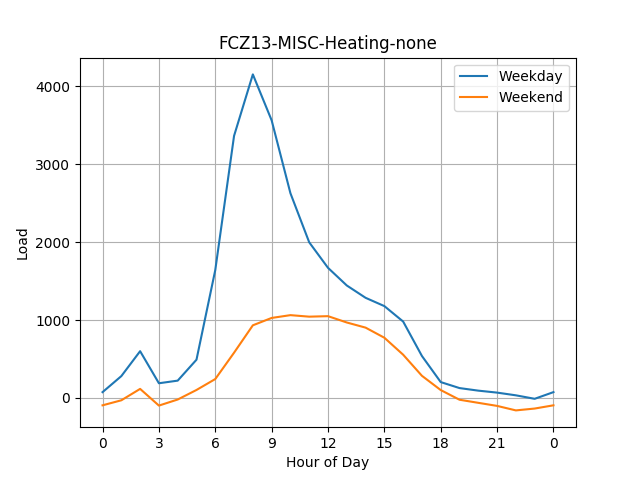 FCZ13-MISC-Heating-none
Weekday
Weekend
4000
3000
2000
1000
0
Load
0 3 6 9 12 15 18 21 0
Hour of Day